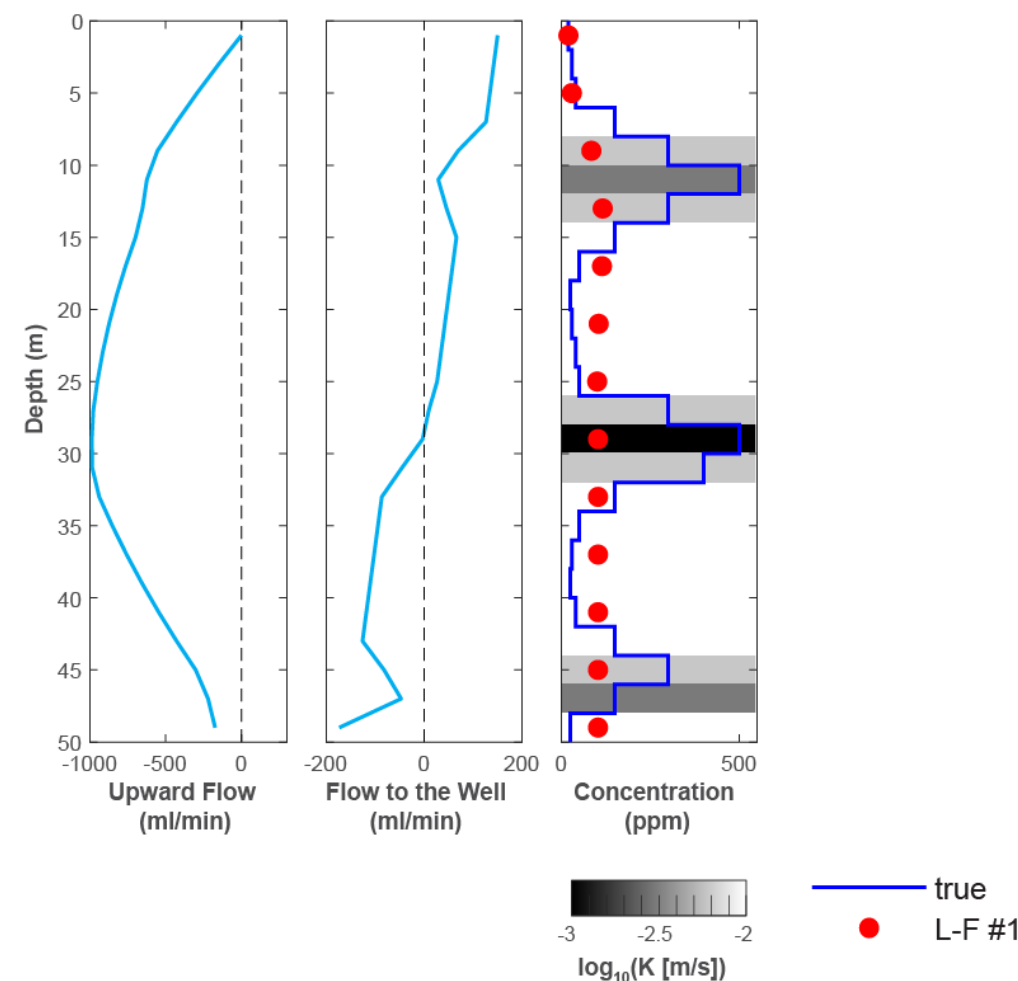 0
5
10
15
20
25
30
35
40
45
50
Depth (m)
-1000 -500 0
Upward Flow
(ml/min)
-200 0 200
Flow to the Well
(ml/min)
0 500
Concentration
(ppm)
-3 -2.5 -2
log₁₀(K [m/s])
true
L-F #1